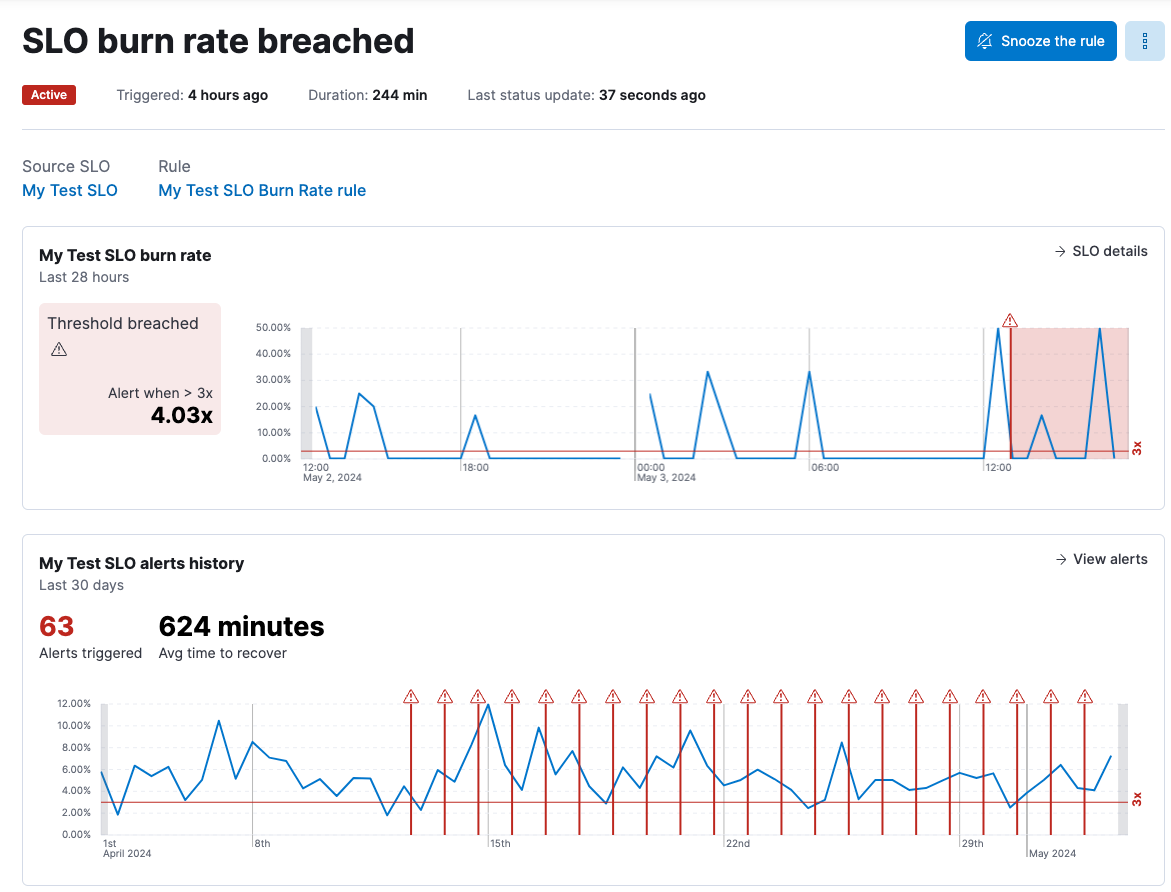 SLO burn rate breached
Snooze the rule
Active Triggered: 4 hours ago Duration: 244 min Last status update: 37 seconds ago
Source SLO Rule
My Test SLO My Test SLO Burn Rate rule
My Test SLO burn rate
SLO details
Last 28 hours
Threshold breached
Alert when > 3x
4.03x
50.00%
40.00%
30.00%
20.00%
10.00%
0.00%
3x
12:00 18:00 00:00 06:00 12:00
May 2, 2024 May 3, 2024
My Test SLO alerts history
View alerts
Last 30 days
63 624 minutes
Alerts triggered Avg time to recover
12.00%
10.00%
8.00%
6.00%
4.00%
2.00%
0.00%
3x
1st 8th 15th 22nd 29th
April 2024 May 2024